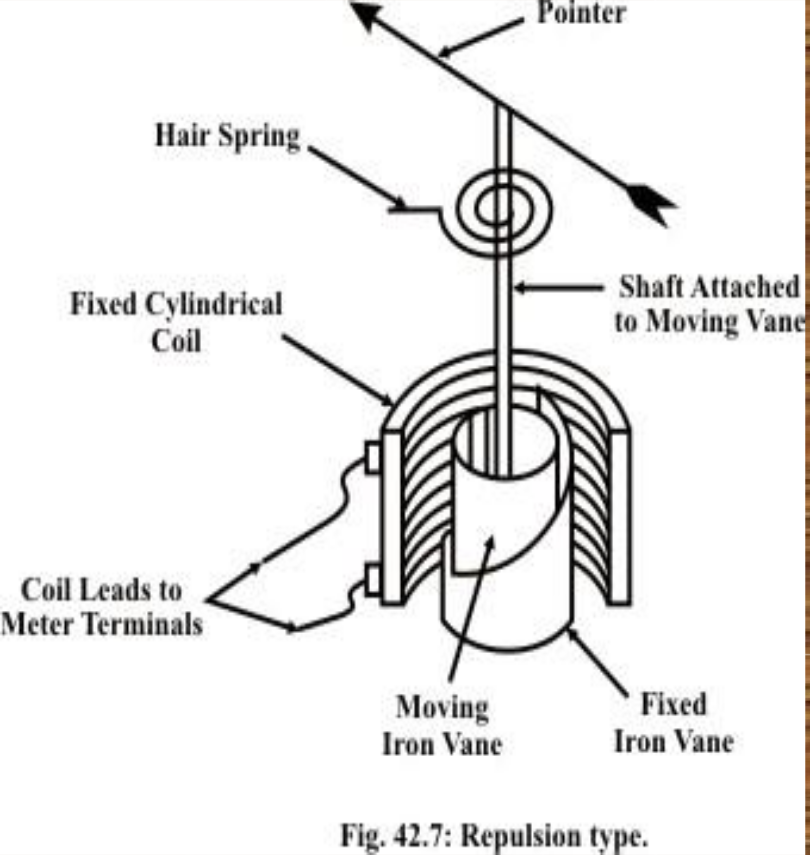 Pointer
Hair Spring
Shaft Attached
to Moving Vane
Fixed Cylindrical
Coil
Coil Leads to
Meter Terminals
Moving
Iron Vane
Fixed
Iron Vane
Fig. 42.7: Repulsion type.